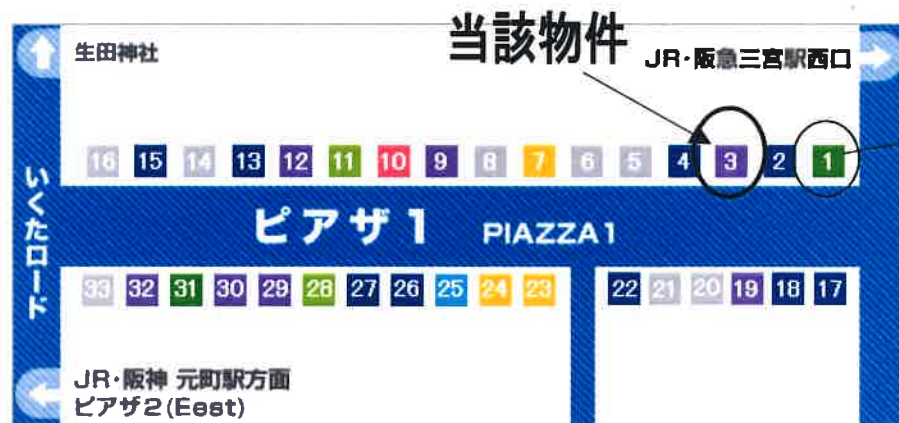 当該物件
生田神社
JR・阪急三宮駅西口
16 15 14 13 12 11 10 9 8 7 6 5 4 3 2 1
いくたロード
ピアザ1 PIAZZA1
33 32 31 30 29 28 27 26 25 24 23 22 21 20 19 18 17
JR・阪神 元町駅方面
ピアザ2(Eest)